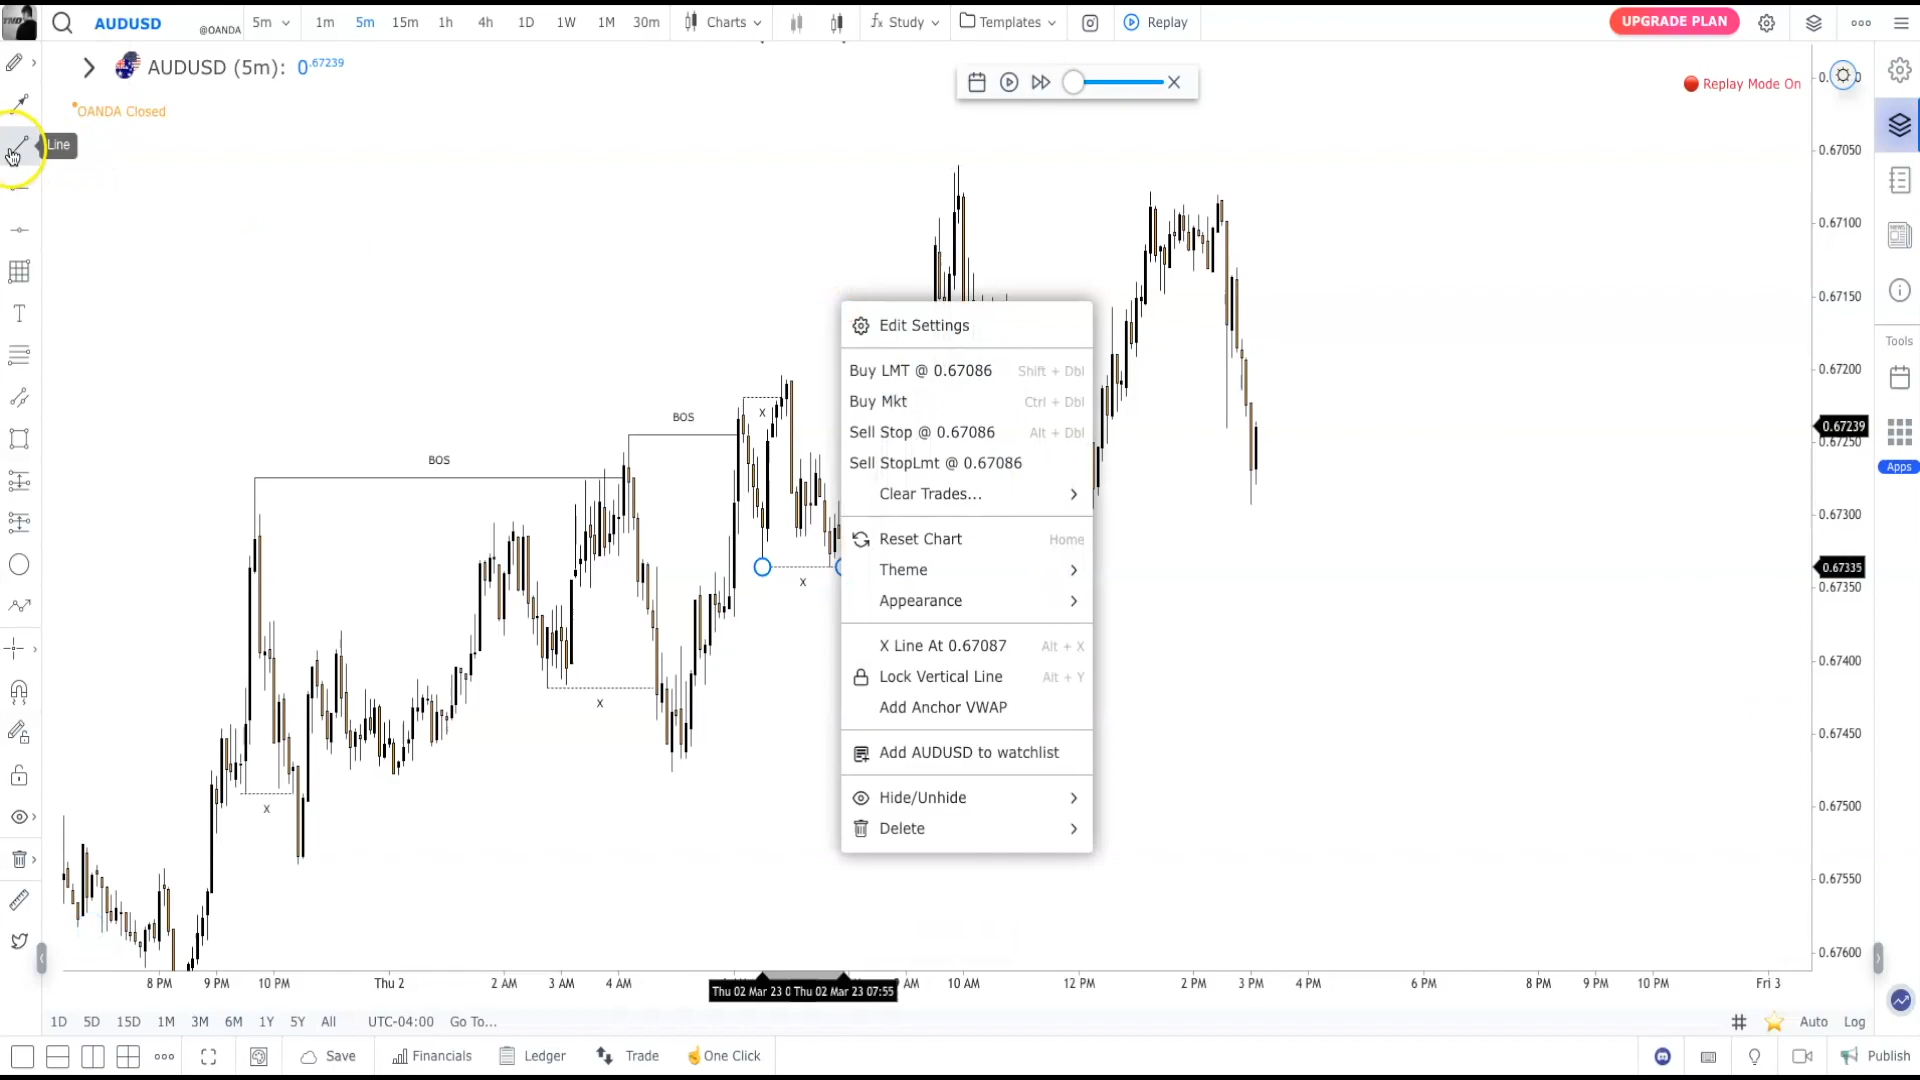 AUDUSD @OANDA 5m 1m 5m 15m 1h 4h 1D 1W 1M 30m Charts fx Study Templates Replay UPGRADE PLAN
AUDUSD (5m): 0.67239
OANDA Closed
Replay Mode On
Line
0.67050
0.67100
0.67150
0.67200
0.67239
0.67250
0.67300
0.67335
0.67350
0.67400
0.67450
0.67500
0.67550
0.67600
NEWS
Tools
Apps
BOS
BOS
X
X
X
X
Edit Settings
Buy LMT @ 0.67086 Shift + Dbl
Buy Mkt Ctrl + Dbl
Sell Stop @ 0.67086 Alt + Dbl
Sell StopLmt @ 0.67086
Clear Trades...
Reset Chart Home
Theme
Appearance
X Line At 0.67087 Alt + X
Lock Vertical Line Alt + Y
Add Anchor VWAP
Add AUDUSD to watchlist
Hide/Unhide
Delete
8 PM 9 PM 10 PM Thu 2 2 AM 3 AM 4 AM AM 10 AM 12 PM 2 PM 3 PM 4 PM 6 PM 8 PM 9 PM 10 PM Fri 3
Thu 02 Mar 23 0 Thu 02 Mar 23 07:55
1D 5D 15D 1M 3M 6M 1Y 5Y All UTC-04:00 Go To... Auto Log
Save Financials Ledger Trade One Click Publish